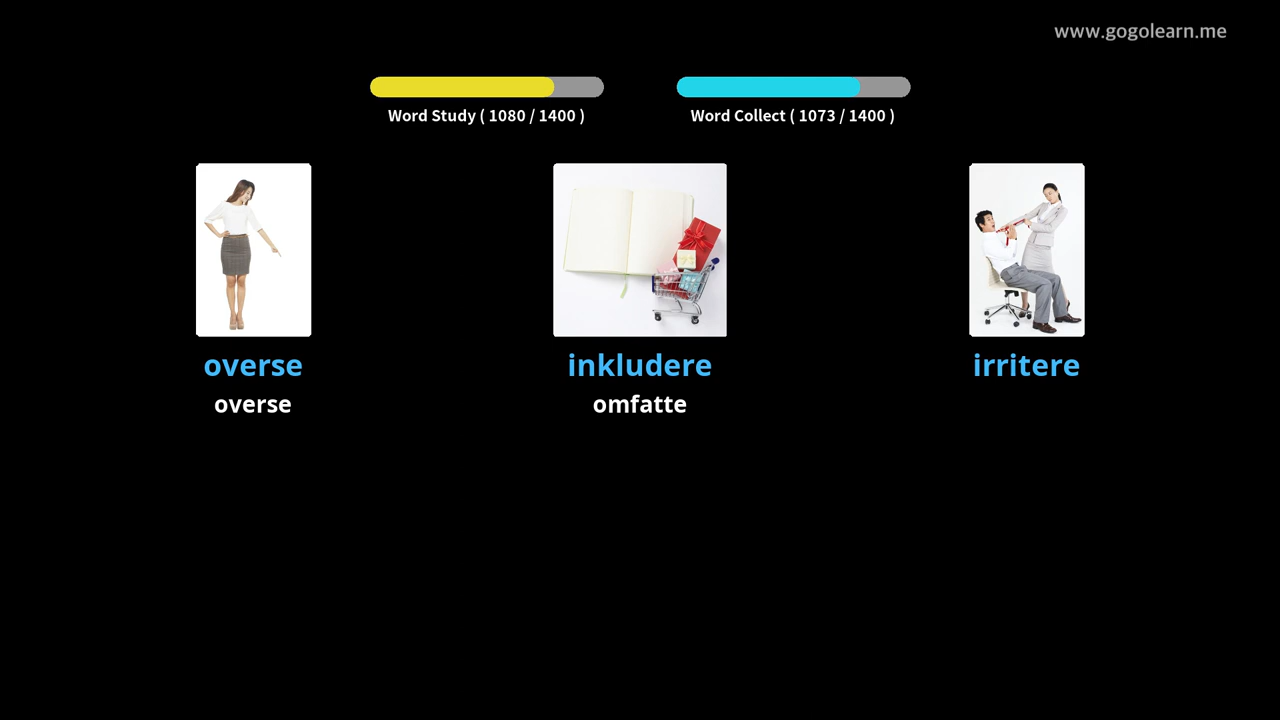 www.gogolearn.me
Word Study ( 1080 / 1400 )
Word Collect ( 1073 / 1400 )
overse
inkludere
irritere
overse
omfatte